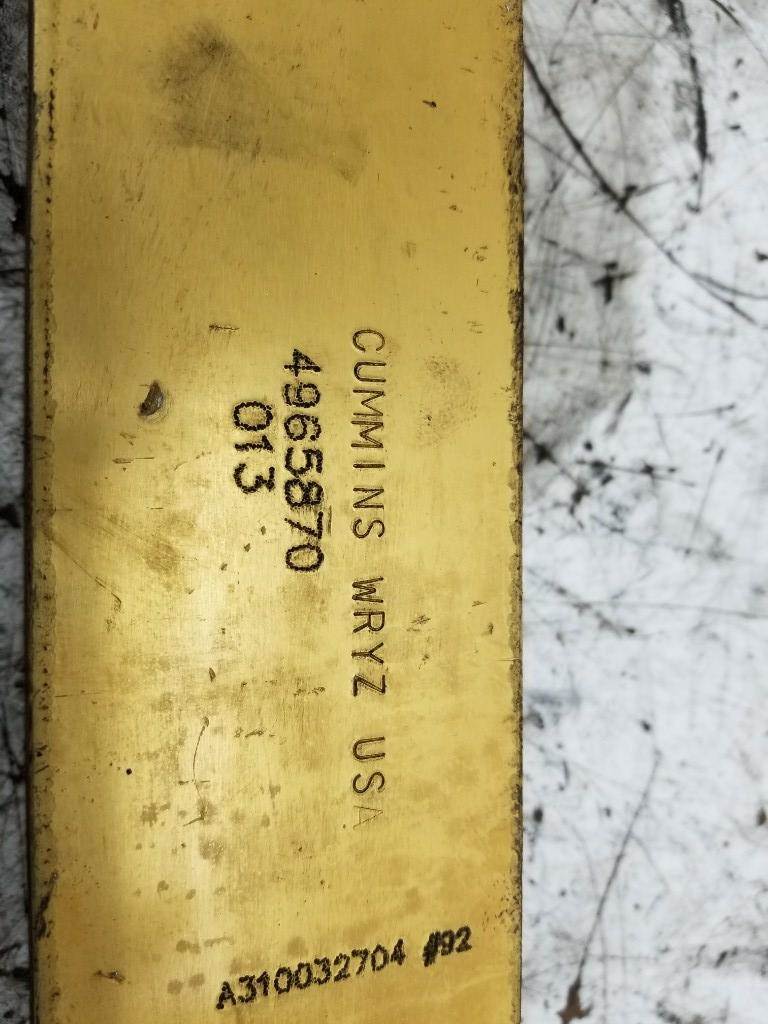 CUMMINS WRYZ USA
4965870
013
A310032704 #92